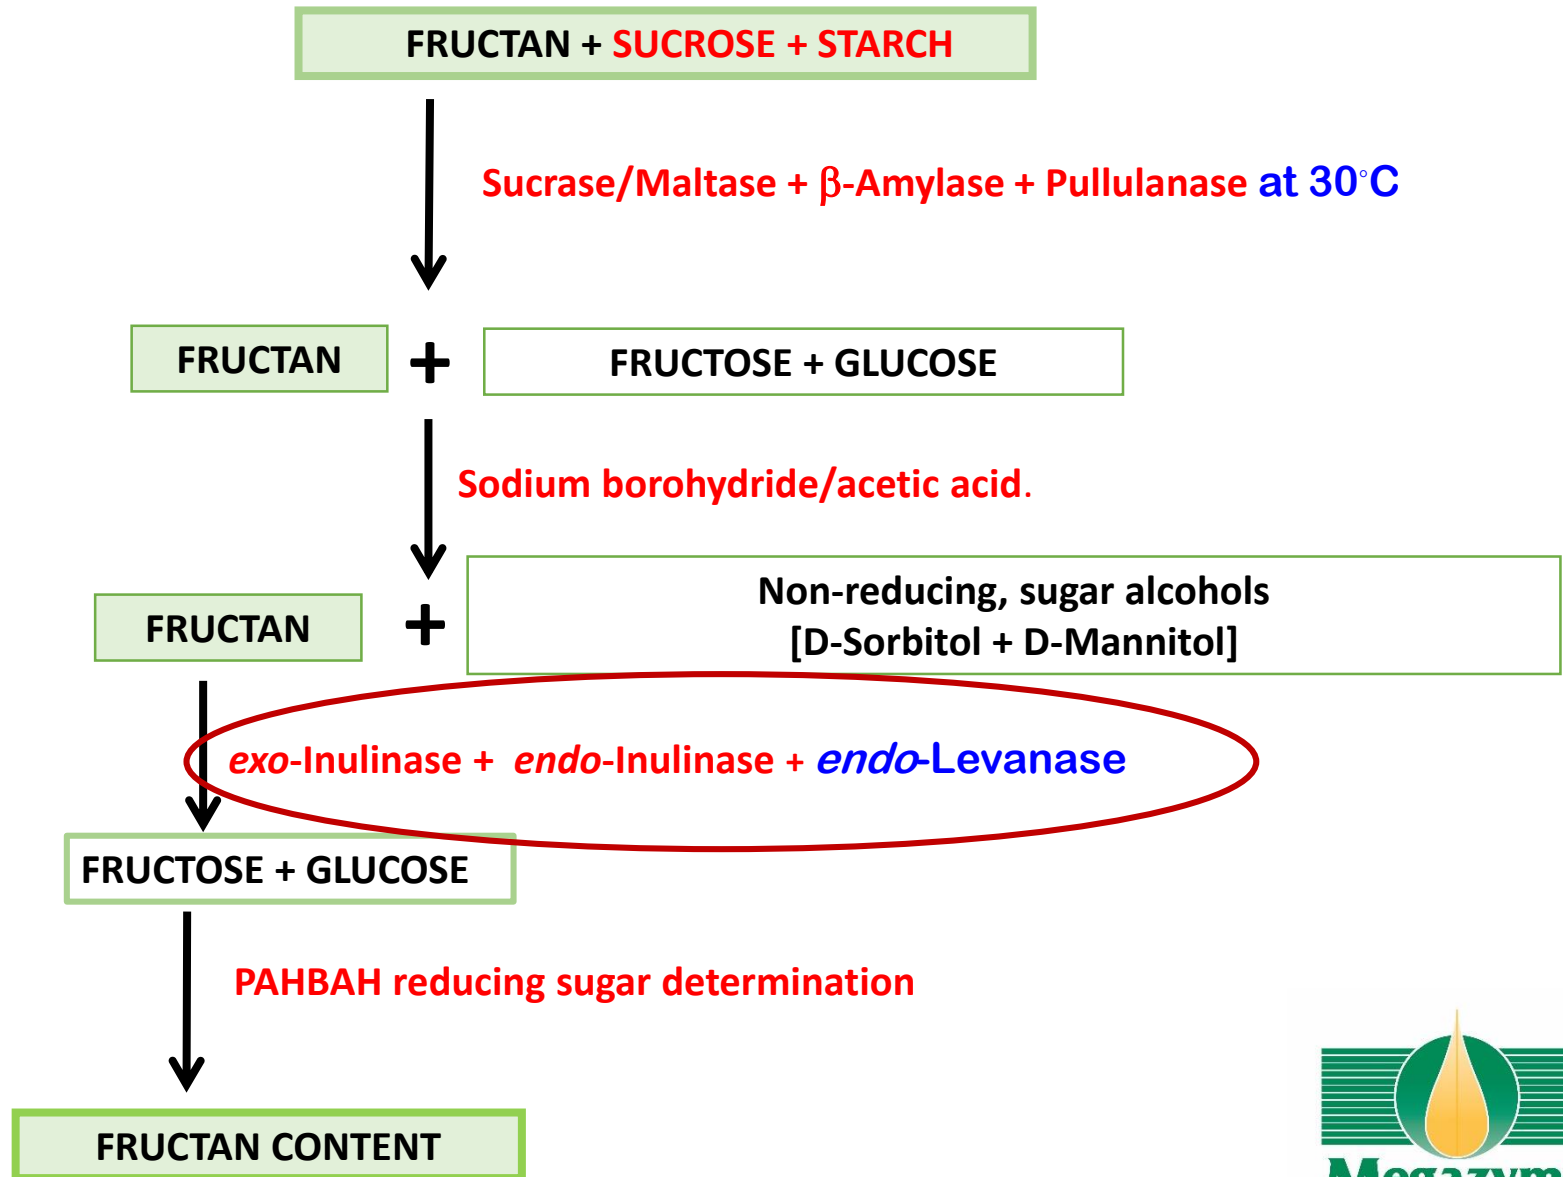 FRUCTAN + SUCROSE + STARCH
Sucrase/Maltase + β-Amylase + Pullulanase at 30°C
FRUCTAN + FRUCTOSE + GLUCOSE
Sodium borohydride/acetic acid.
Non-reducing, sugar alcohols
FRUCTAN + [D-Sorbitol + D-Mannitol]
exo-Inulinase + endo-Inulinase + endo-Levanase
FRUCTOSE + GLUCOSE
PAHBAH reducing sugar determination
FRUCTAN CONTENT